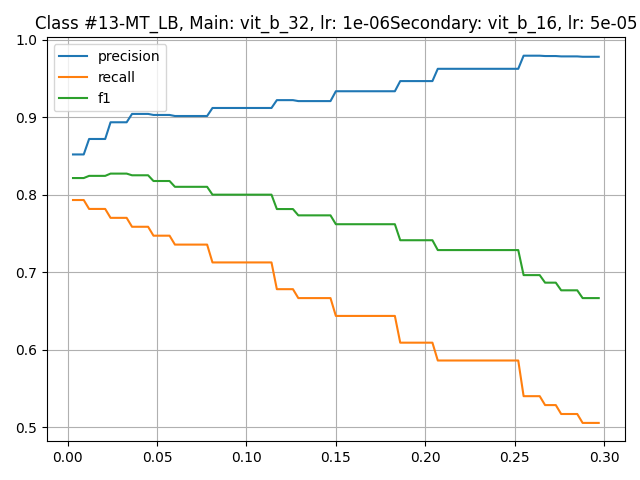 Class #13-MT_LB, Main: vit_b_32, lr: 1e-06Secondary: vit_b_16, lr: 5e-05
precision
recall
f1
1.0
0.9
0.8
0.7
0.6
0.5
0.00 0.05 0.10 0.15 0.20 0.25 0.30